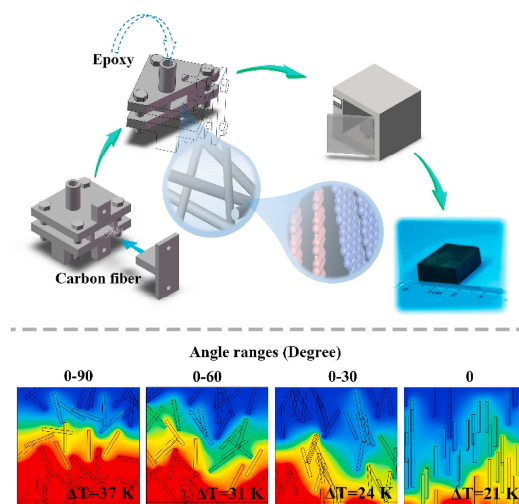 Epoxy
Carbon fiber
Angle ranges (Degree)
0-90 0-60 0-30 0
ΔT=37 K ΔT=31 K ΔT=24 K ΔT=21 K